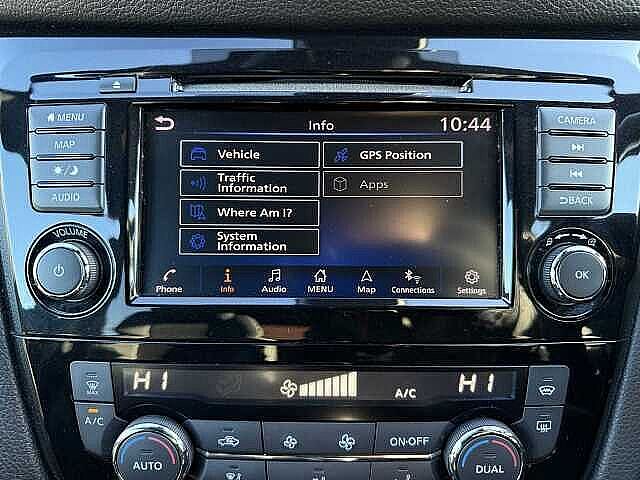 MENU
MAP
AUDIO
VOLUME
Info
10:44
Vehicle
GPS Position
Traffic
Information
Apps
Where Am I?
System
Information
Phone
Info
Audio
MENU
Map
Connections
Settings
CAMERA
BACK
OK
MAX
A/C
HI
A/C
HI
AUTO
ON·OFF
DUAL